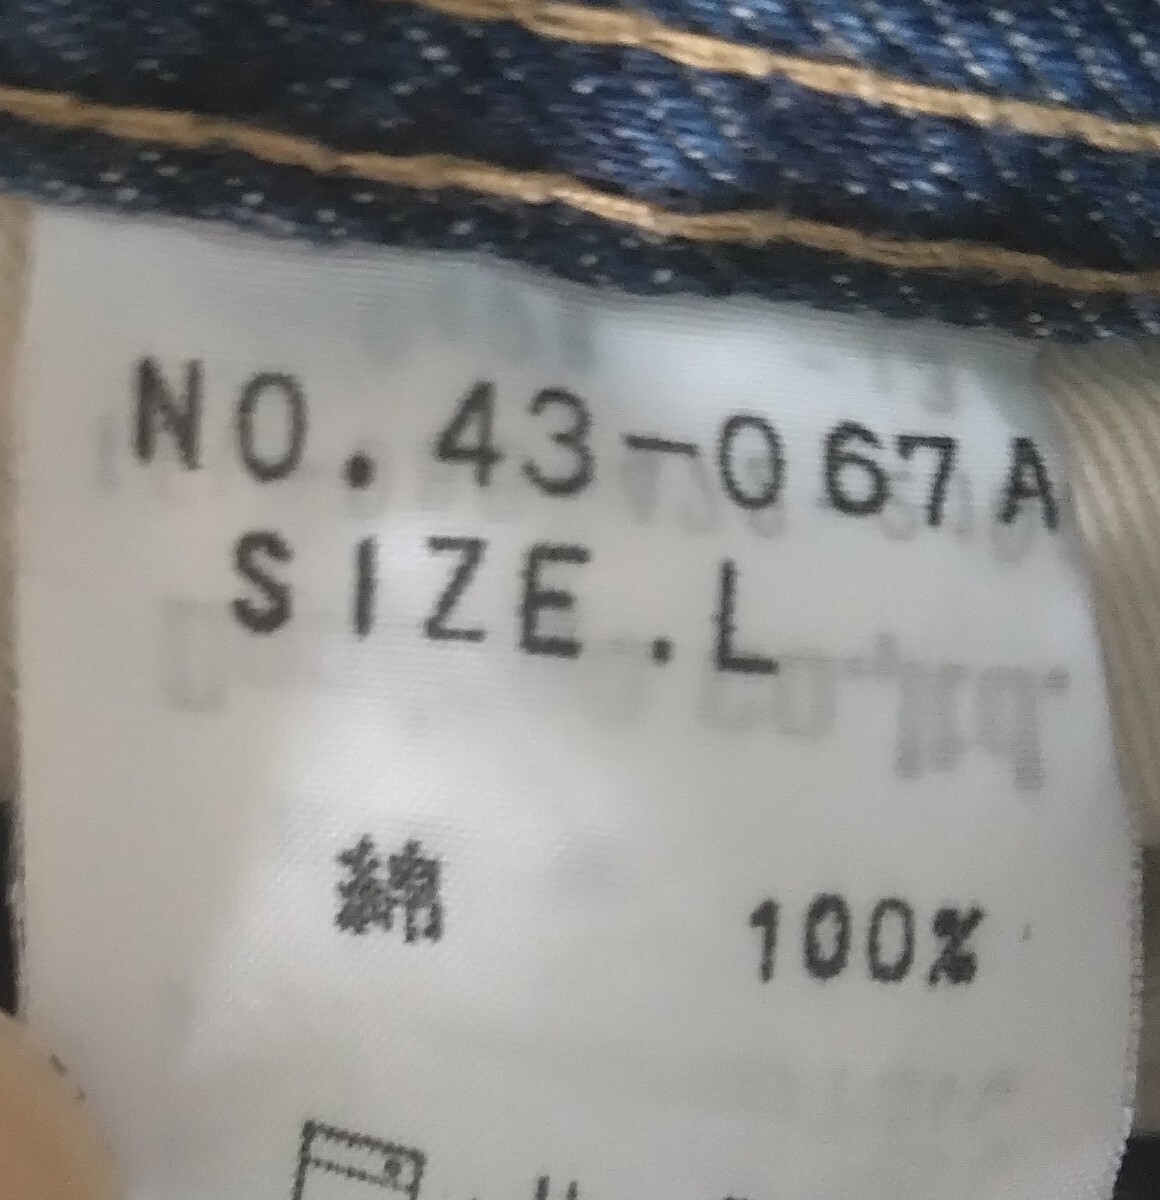 NO.43-067A
SIZE.L
綿 100%